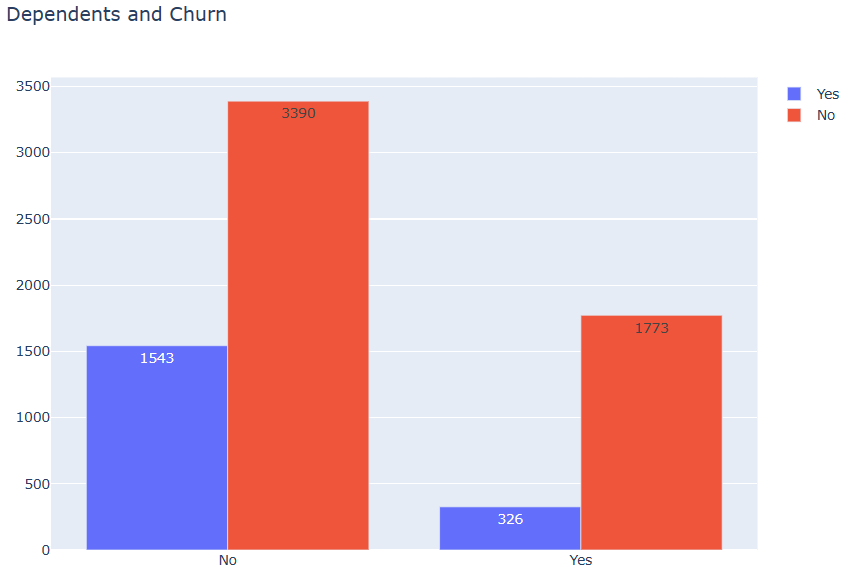 Dependents and Churn
3500
3000
2500
2000
1500
1000
500
0
3390
1543
1773
326
No
Yes
Yes
No